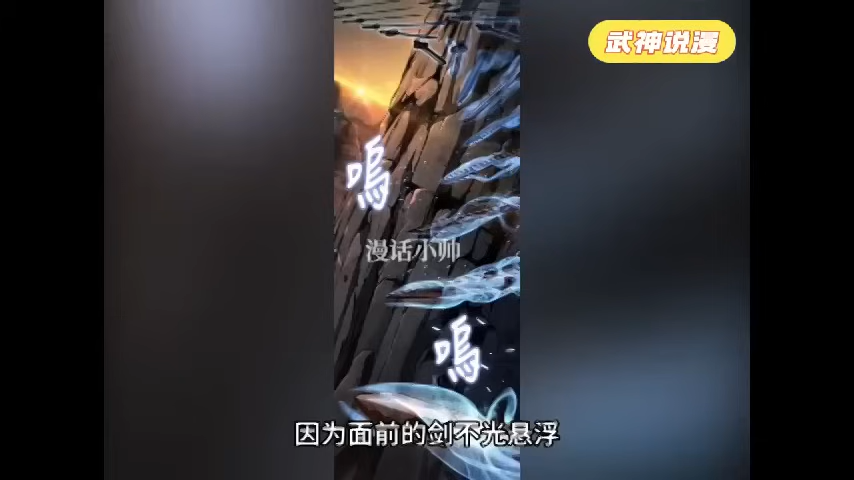 武神说漫
嗚
漫话小帅
嗚
因为面前的剑不光悬浮